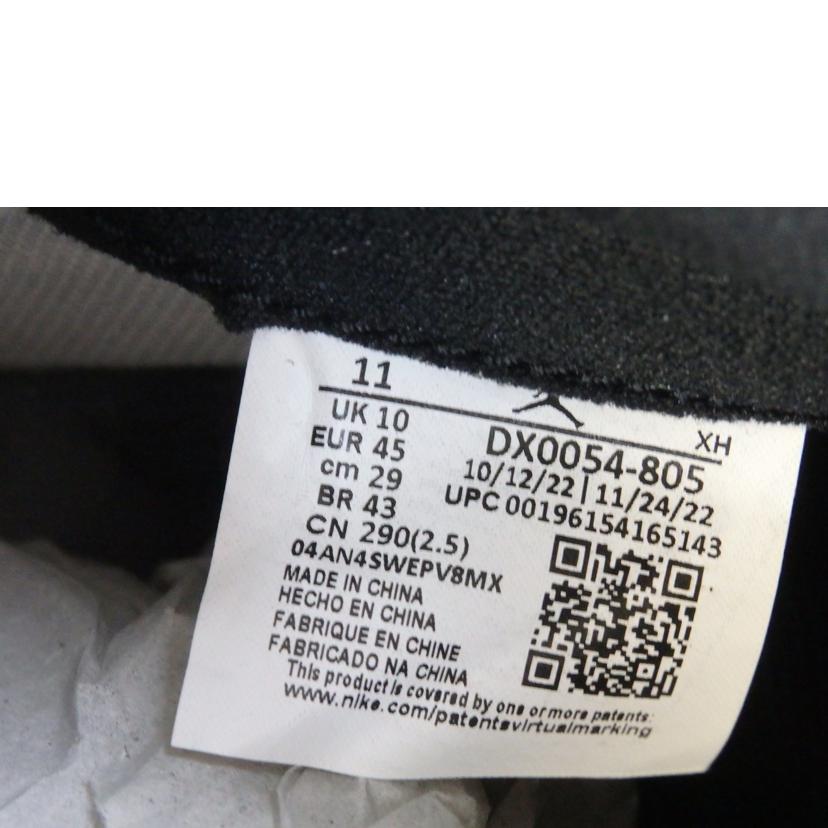 11
XH
UK 10
EUR 45
cm 29
BR 43
CN 290(2.5)
DX0054-805
10/12/22 | 11/24/22
UPC 00196154165143
04AN4SWEPV8MX
MADE IN CHINA
HECHO EN CHINA
FABRIQUE EN CHINE
FABRICADO NA CHINA
This product is covered by one or more patents:
www.nike.com/patentsvirtualmarking